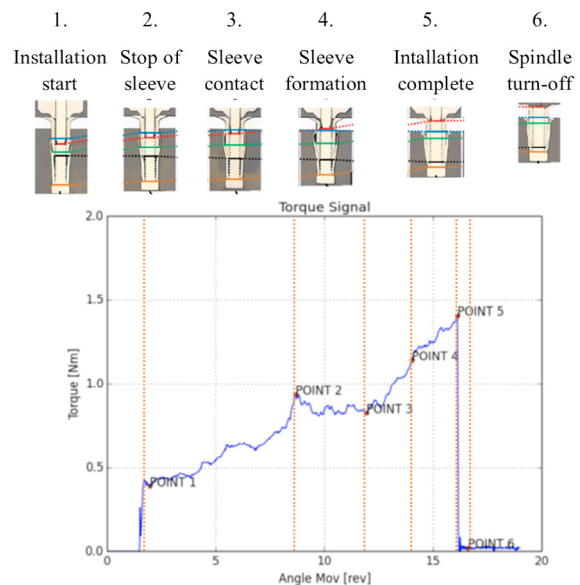 1. 2. 3. 4. 5. 6.
Installation Stop of Sleeve Sleeve Intallation Spindle
start sleeve contact formation complete turn-off
Torque Signal
2.0
1.5
1.0
0.5
0.0
Torque [Nm]
POINT 1
POINT 2
POINT 3
POINT 4
POINT 5
POINT 6
0 5 10 15 20
Angle Mov [rev]